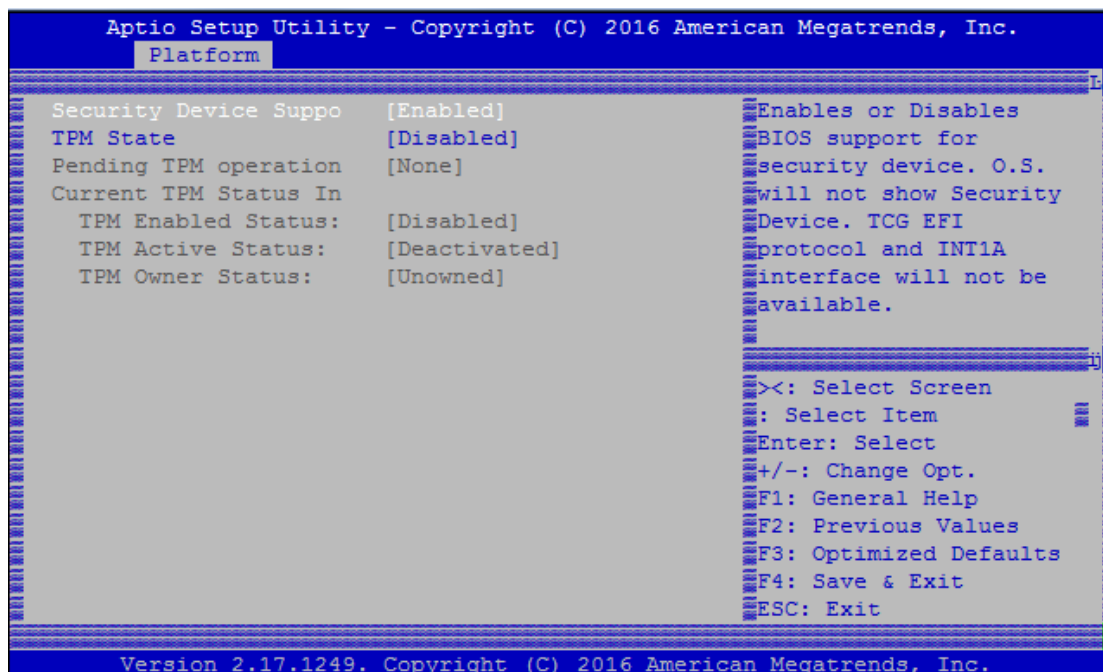 Aptio Setup Utility – Copyright (C) 2016 American Megatrends, Inc.
Platform
Security Device Suppo [Enabled]
TPM State [Disabled]
Pending TPM operation [None]
Current TPM Status In
TPM Enabled Status: [Disabled]
TPM Active Status: [Deactivated]
TPM Owner Status: [Unowned]
Enables or Disables
BIOS support for
security device. O.S.
will not show Security
Device. TCG EFI
protocol and INT1A
interface will not be
available.
><: Select Screen
: Select Item
Enter: Select
+/-: Change Opt.
F1: General Help
F2: Previous Values
F3: Optimized Defaults
F4: Save & Exit
ESC: Exit
Version 2.17.1249. Copyright (C) 2016 American Megatrends, Inc.